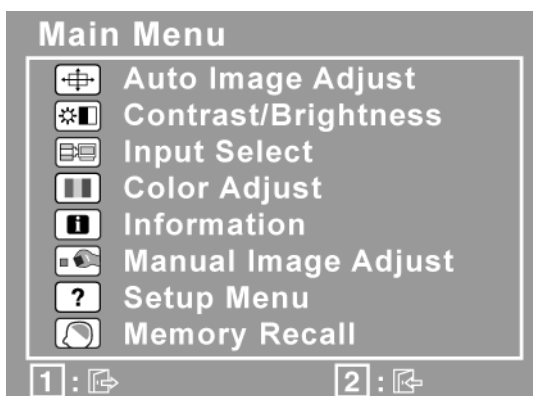 Main Menu
Auto Image Adjust
Contrast/Brightness
Input Select
Color Adjust
Information
Manual Image Adjust
? Setup Menu
Memory Recall
1 : 2 :